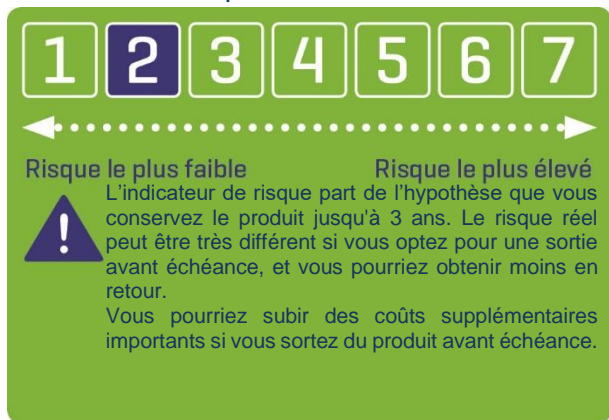 1 2 3 4 5 6 7
Risque le plus faible Risque le plus élevé
!
L'indicateur de risque part de l'hypothèse que vous
conservez le produit jusqu'à 3 ans. Le risque réel
peut être très différent si vous optez pour une sortie
avant échéance, et vous pourriez obtenir moins en
retour.
Vous pourriez subir des coûts supplémentaires
importants si vous sortez du produit avant échéance.